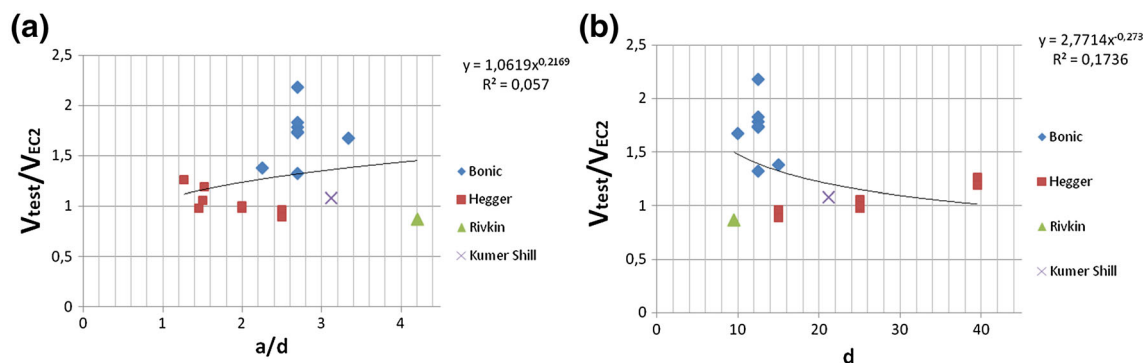 (a)
y = 1,0619x^0,2169
R² = 0,057
Vtest/VEC2
2,5
2
1,5
1
0,5
0
0 1 2 3 4
a/d
Bonic
Hegger
Rivkin
Kumer Shill
(b)
y = 2,7714x^-0,273
R² = 0,1736
Vtest/VEC2
2,5
2
1,5
1
0,5
0
0 10 20 30 40
d
Bonic
Hegger
Rivkin
Kumer Shill